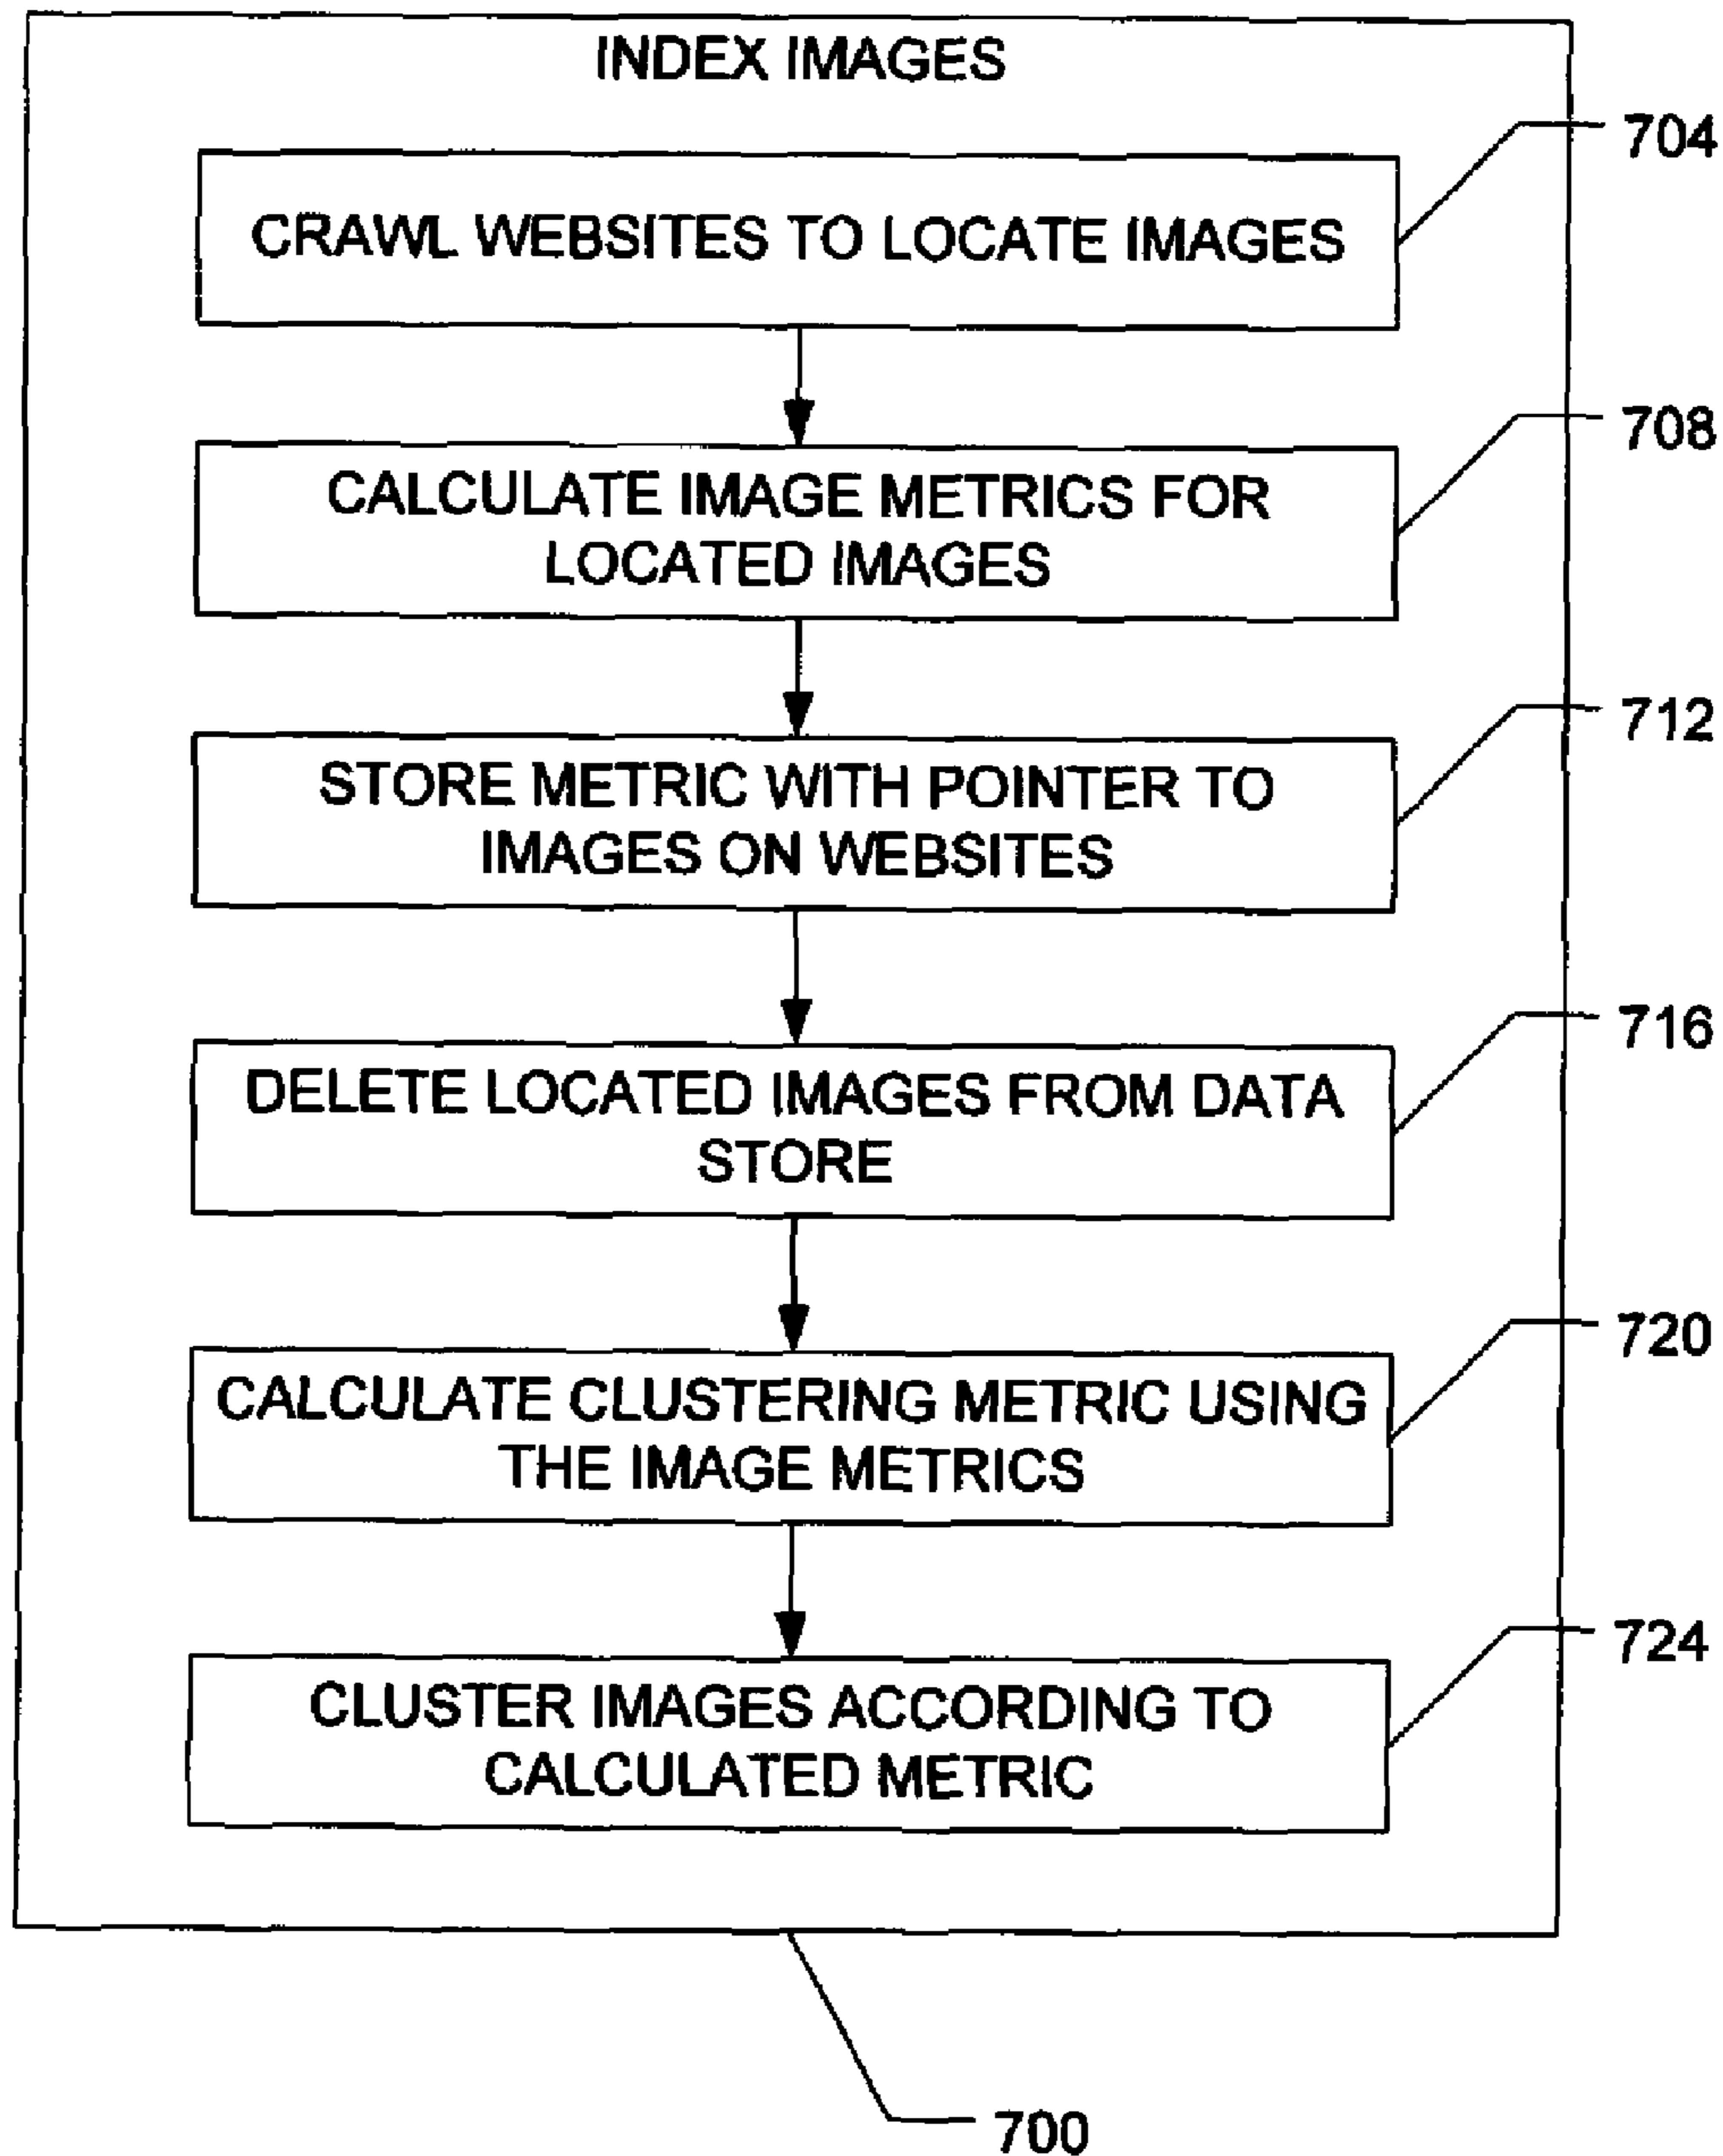 INDEX IMAGES
704
CRAWL WEBSITES TO LOCATE IMAGES
708
CALCULATE IMAGE METRICS FOR
LOCATED IMAGES
712
STORE METRIC WITH POINTER TO
IMAGES ON WEBSITES
716
DELETE LOCATED IMAGES FROM DATA
STORE
720
CALCULATE CLUSTERING METRIC USING
THE IMAGE METRICS
724
CLUSTER IMAGES ACCORDING TO
CALCULATED METRIC
700